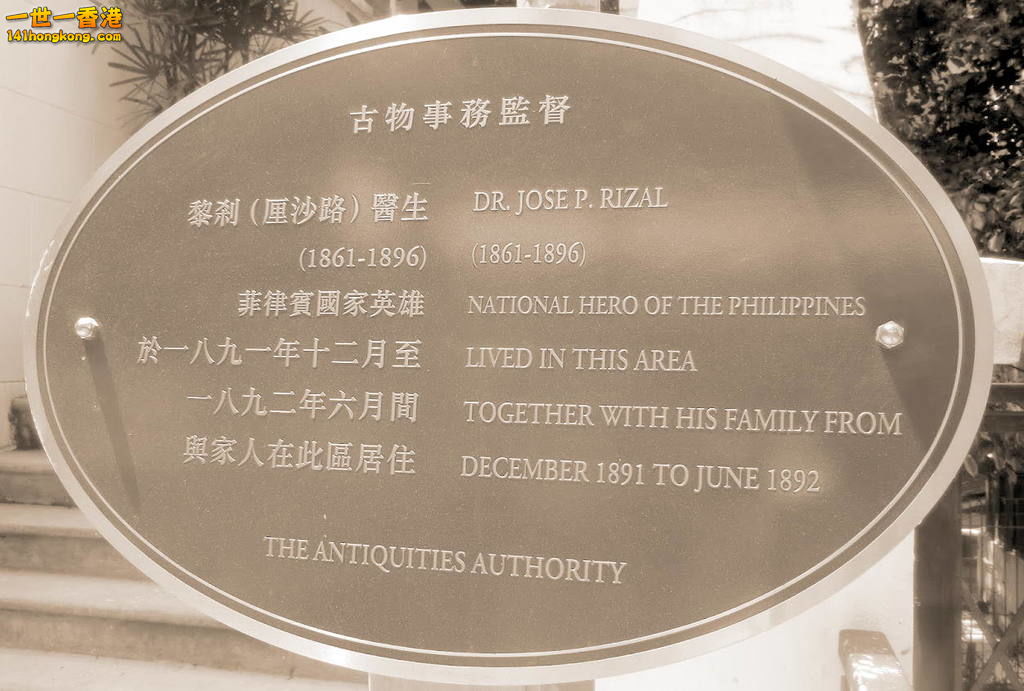 一世一香港
141hongkong.com
古物事務監督
黎刹（厘沙路）醫生
(1861-1896)
菲律賓國家英雄
於一八九一年十二月至
一八九二年六月間
與家人在此區居住
DR. JOSE P. RIZAL
(1861-1896)
NATIONAL HERO OF THE PHILIPPINES
LIVED IN THIS AREA
TOGETHER WITH HIS FAMILY FROM
DECEMBER 1891 TO JUNE 1892
THE ANTIQUITIES AUTHORITY